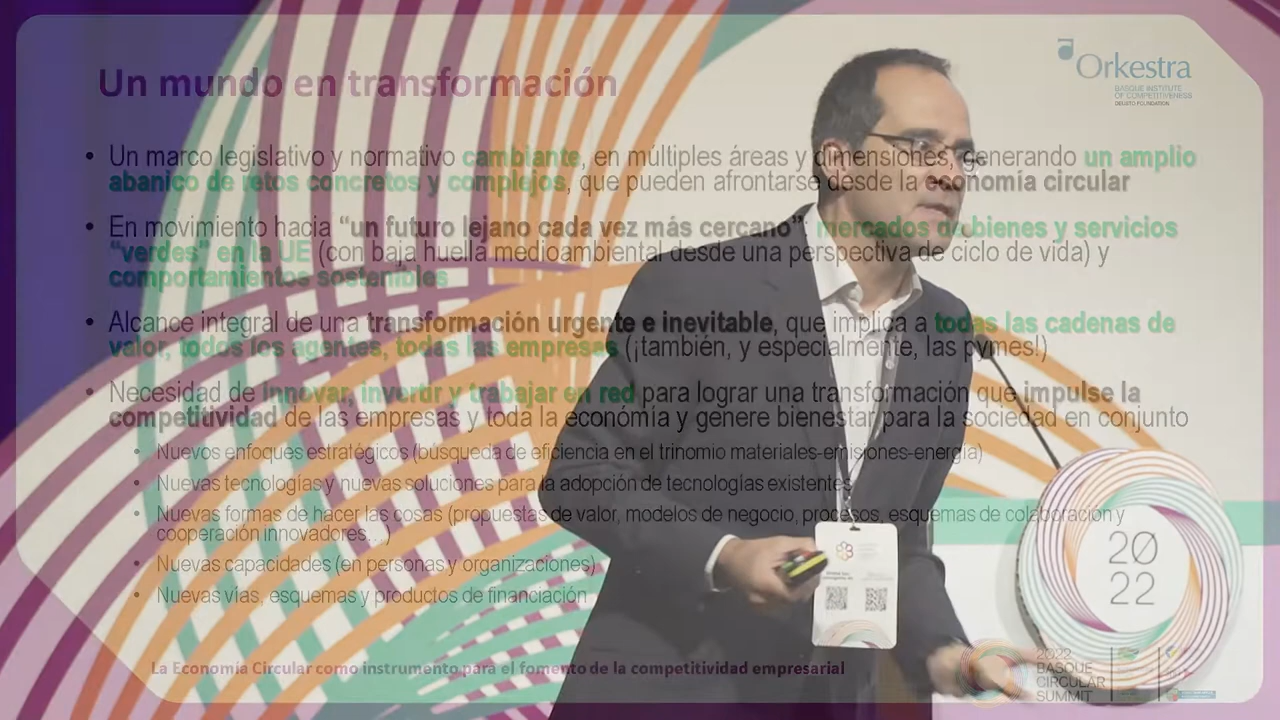 Un mundo en transformación
Orkestra
BASQUE INSTITUTE
OF COMPETITIVENESS
DEUSTO FOUNDATION
• Un marco legislativo y normativo cambiante, en múltiples áreas y dimensiones, generando un amplio
abanico de retos concretos y complejos, que pueden afrontarse desde la economía circular
• En movimiento hacia “un futuro lejano cada vez más cercano”: mercados de bienes y servicios
“verdes” en la UE (con baja huella medioambiental desde una perspectiva de ciclo de vida) y
comportamientos sostenibles
• Alcance integral de una transformación urgente e inevitable, que implica a todas las cadenas de
valor, todos los agentes, todas las empresas (¡también, y especialmente, las pymes!)
• Necesidad de innovar, invertir y trabajar en red para lograr una transformación que impulse la
competividad de las empresas y toda la economía y genere bienestar para la sociedad en conjunto
• Nuevos enfoques estratégicos (búsqueda de eficiencia en el trinomio materiales-emisiones-energía)
• Nuevas tecnologías y nuevas soluciones para la adopción de tecnologías existentes
• Nuevas formas de hacer las cosas (propuestas de valor, modelos de negocio, procesos, esquemas de colaboración y
cooperación innovadores…)
• Nuevas capacidades (en personas y organizaciones)
• Nuevas vías, esquemas y productos de financiación
20
22
La Economía Circular como instrumento para el fomento de la competitividad empresarial
2022
BASQUE
CIRCULAR
SUMMIT